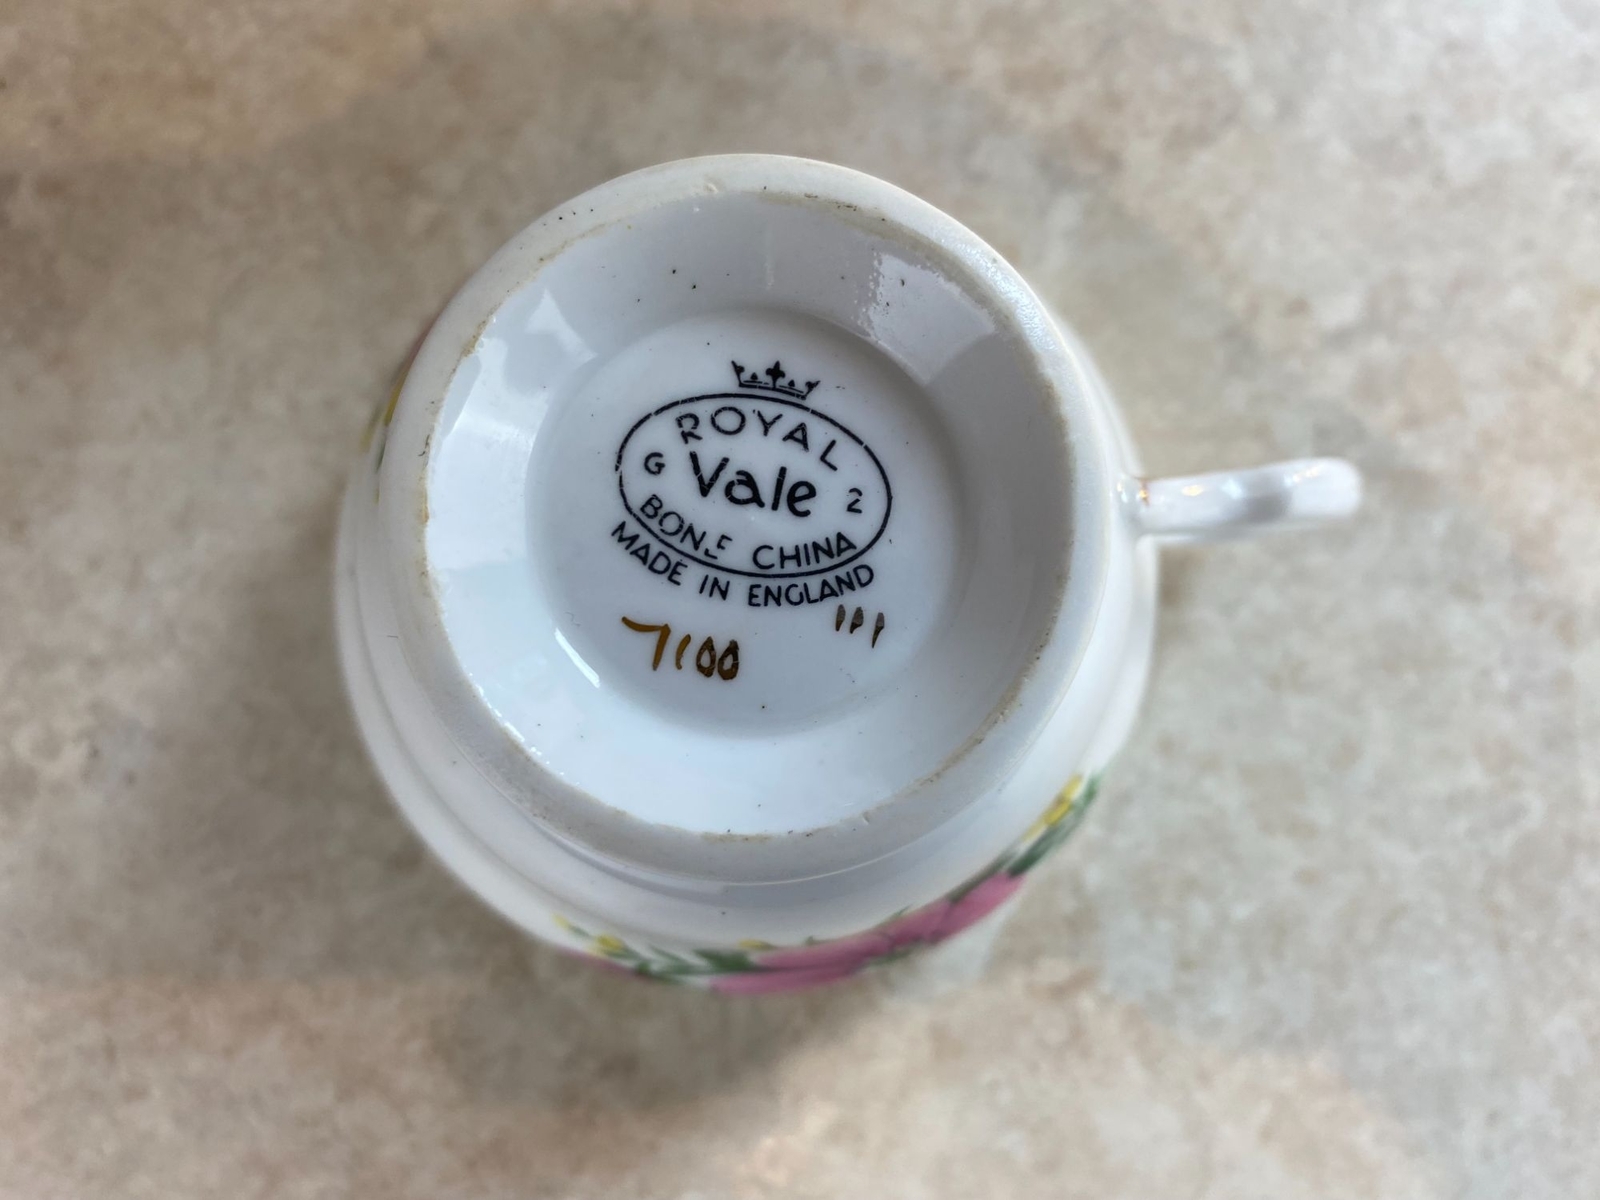 ROYAL
G Vale 2
BONE CHINA
MADE IN ENGLAND
7100